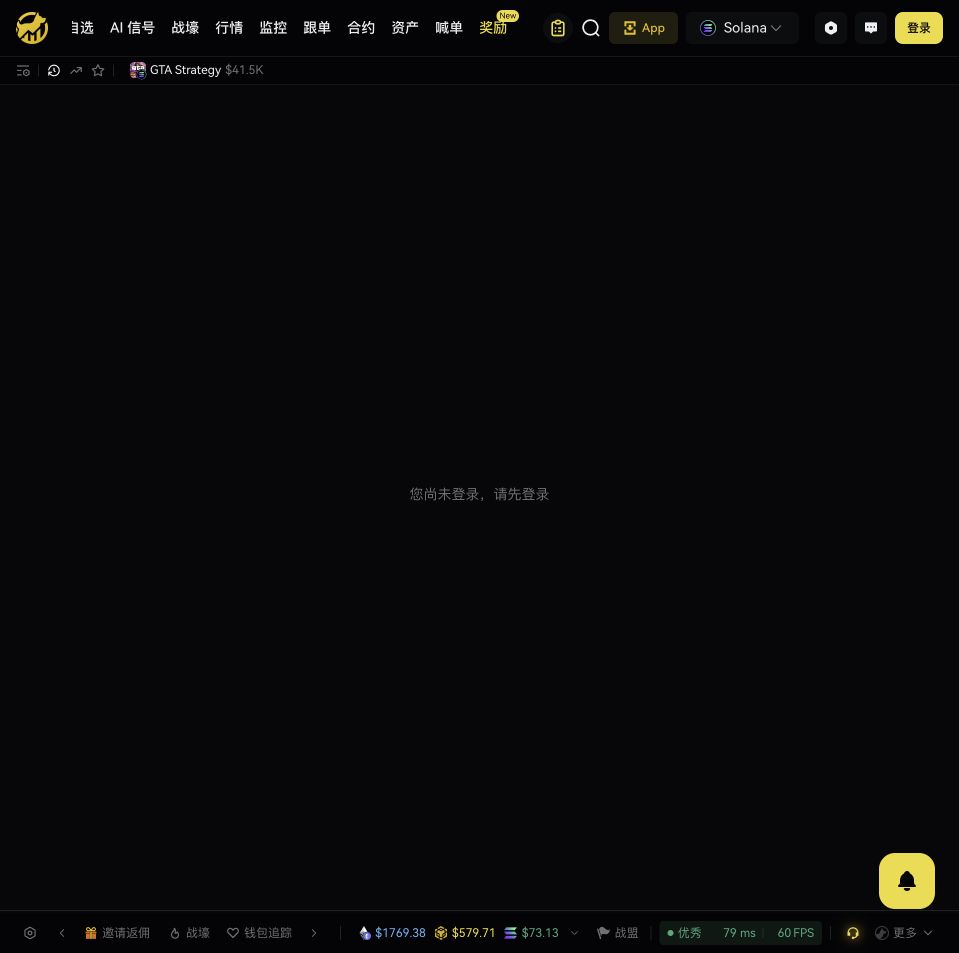 自选 AI 信号 战壕 行情 监控 跟单 合约 资产 喊单 奖励 New App Solana 登录
GTA Strategy $41.5K
您尚未登录，请先登录
邀请返佣 战壕 钱包追踪 $1769.38 $579.71 $73.13 战盟 优秀 79 ms 60 FPS 更多